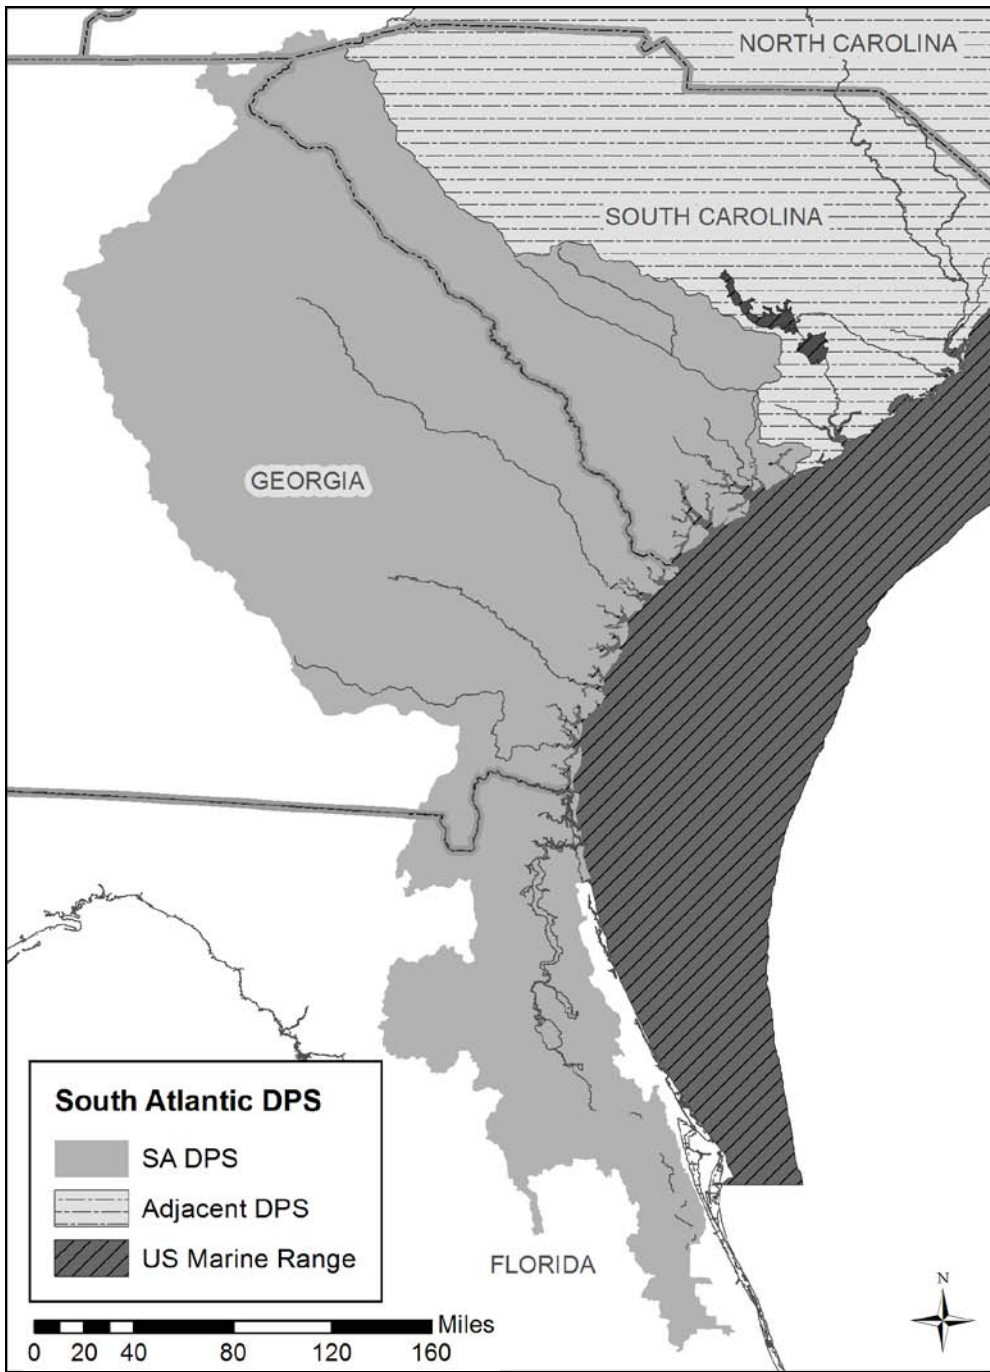 NORTH CAROLINA
SOUTH CAROLINA
GEORGIA
South Atlantic DPS
SA DPS
Adjacent DPS
US Marine Range
FLORIDA
N
Miles
0 20 40 80 120 160